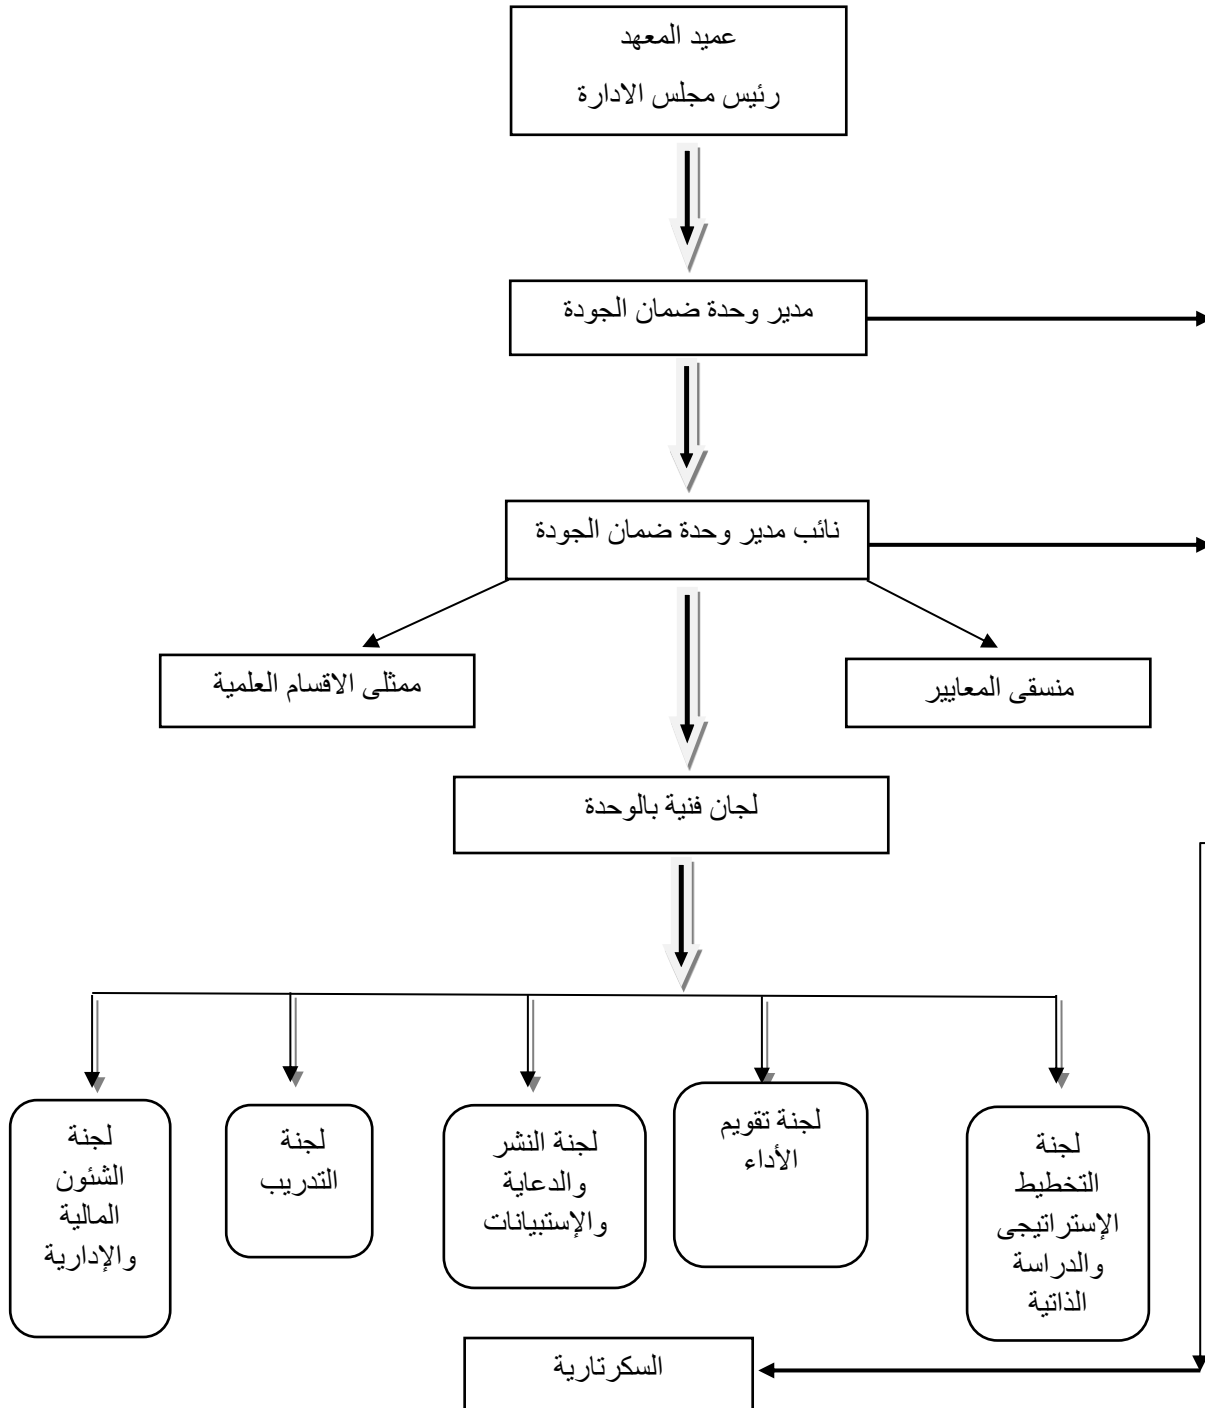 عميد المعهد
رئيس مجلس الادارة
مدير وحدة ضمان الجودة
نائب مدير وحدة ضمان الجودة
منسقى المعايير
ممثلى الاقسام العلمية
لجان فنية بالوحدة
لجنة
التخطيط
الإستراتيجى
والدراسة
الذاتية
لجنة تقويم
الأداء
لجنة النشر
والدعاية
والإستبيانات
لجنة
التدريب
لجنة
الشئون
المالية
والإدارية
السكرتارية